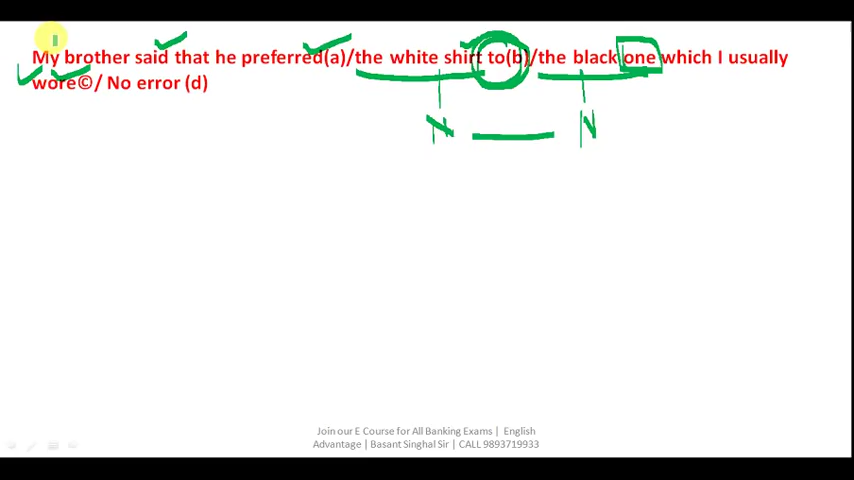 My brother said that he preferred(a)/the white shirt to(b)/the black one which I usually
wore©/ No error (d)
N N
Join our E Course for All Banking Exams | English
Advantage | Basant Singhal Sir | CALL 9893719933